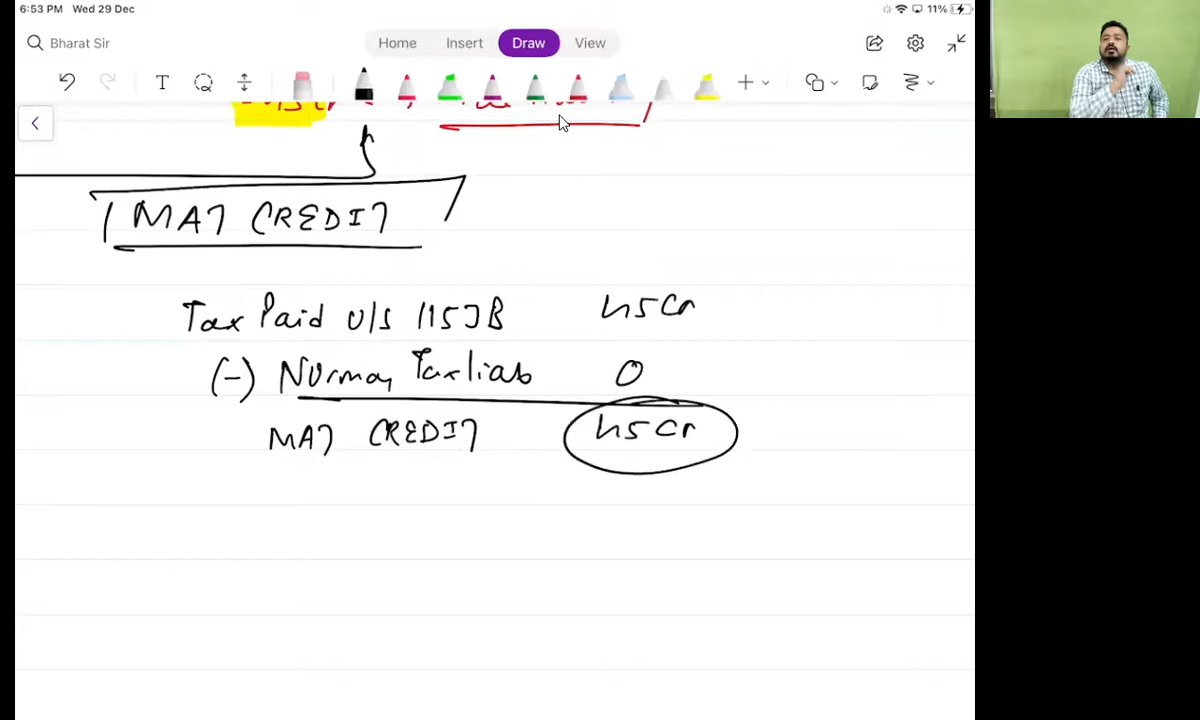 6:53 PM Wed 29 Dec
11%
Bharat Sir
Home Insert Draw View
T
MAT CREDIT
Tax Paid u/s 115JB 45Cr
(-) Normal Tax liab 0
MAT CREDIT 45Cr